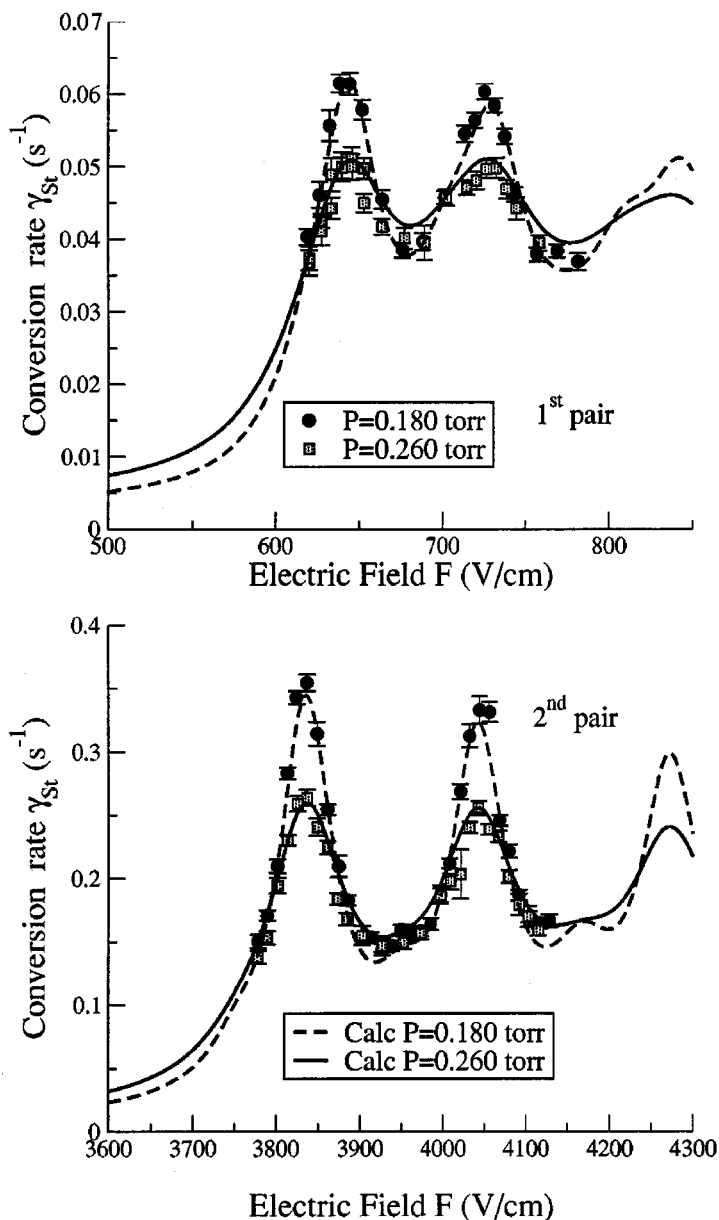 0.07
0.06
0.05
0.04
0.03
0.02
0.01
0
Conversion rate γSt (s-1)
P=0.180 torr
P=0.260 torr
1st pair
500 600 700 800
Electric Field F (V/cm)
0.4
0.3
0.2
0.1
0
Conversion rate γSt (s-1)
2nd pair
Calc P=0.180 torr
Calc P=0.260 torr
3600 3700 3800 3900 4000 4100 4200 4300
Electric Field F (V/cm)